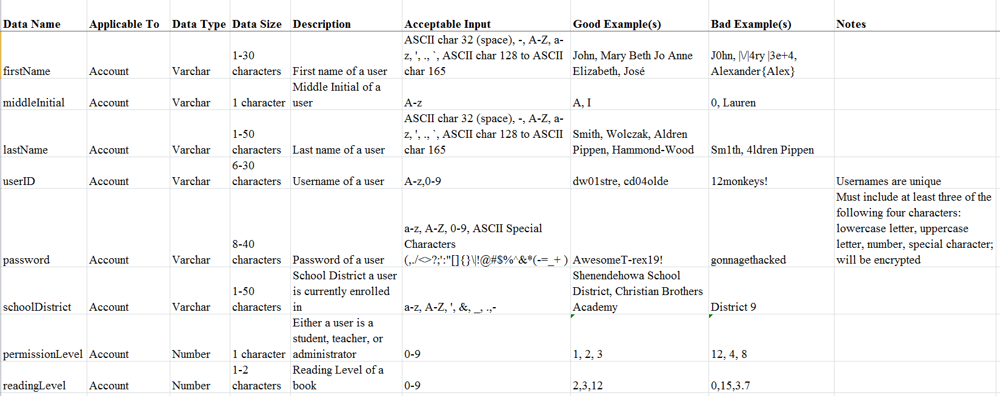 Data Name Applicable To Data Type Data Size Description Acceptable Input Good Example(s) Bad Example(s) Notes
ASCII char 32 (space), -, A-Z, a-
1-30 z, ', ., `, ASCII char 128 to ASCII John, Mary Beth Jo Anne J0hn, |\/|4ry |3e+4,
firstName Account Varchar characters First name of a user char 165 Elizabeth, José Alexander{Alex}
Middle Initial of a
middleInitial Account Varchar 1 character user A-z A, I 0, Lauren
ASCII char 32 (space), -, A-Z, a-
1-50 z, ', ., `, ASCII char 128 to ASCII Smith, Wolczak, Aldren
lastName Account Varchar characters Last name of a user char 165 Pippen, Hammond-Wood Sm1th, 4ldren Pippen
6-30
userID Account Varchar characters Username of a user A-z,0-9 dw01stre, cd04olde 12monkeys! Usernames are unique
Must include at least three of the
following four characters:
a-z, A-Z, 0-9, ASCII Special lowercase letter, uppercase
8-40 Characters letter, number, special character;
password Account Varchar characters Password of a user (,./<>?;':"[]{}\|!@#$%^&*(-=_+ ) AwesomeT-rex19! gonnagethacked will be encrypted
School District a user Shenendehowa School
1-50 is currently enrolled District, Christian Brothers
schoolDistrict Account Varchar characters in a-z, A-Z, ', &, _, .,- Academy District 9
Either a user is a
student, teacher, or
permissionLevel Account Number 1 character administrator 0-9 1, 2, 3 12, 4, 8
1-2 Reading Level of a
readingLevel Account Number characters book 0-9 2,3,12 0,15,3.7